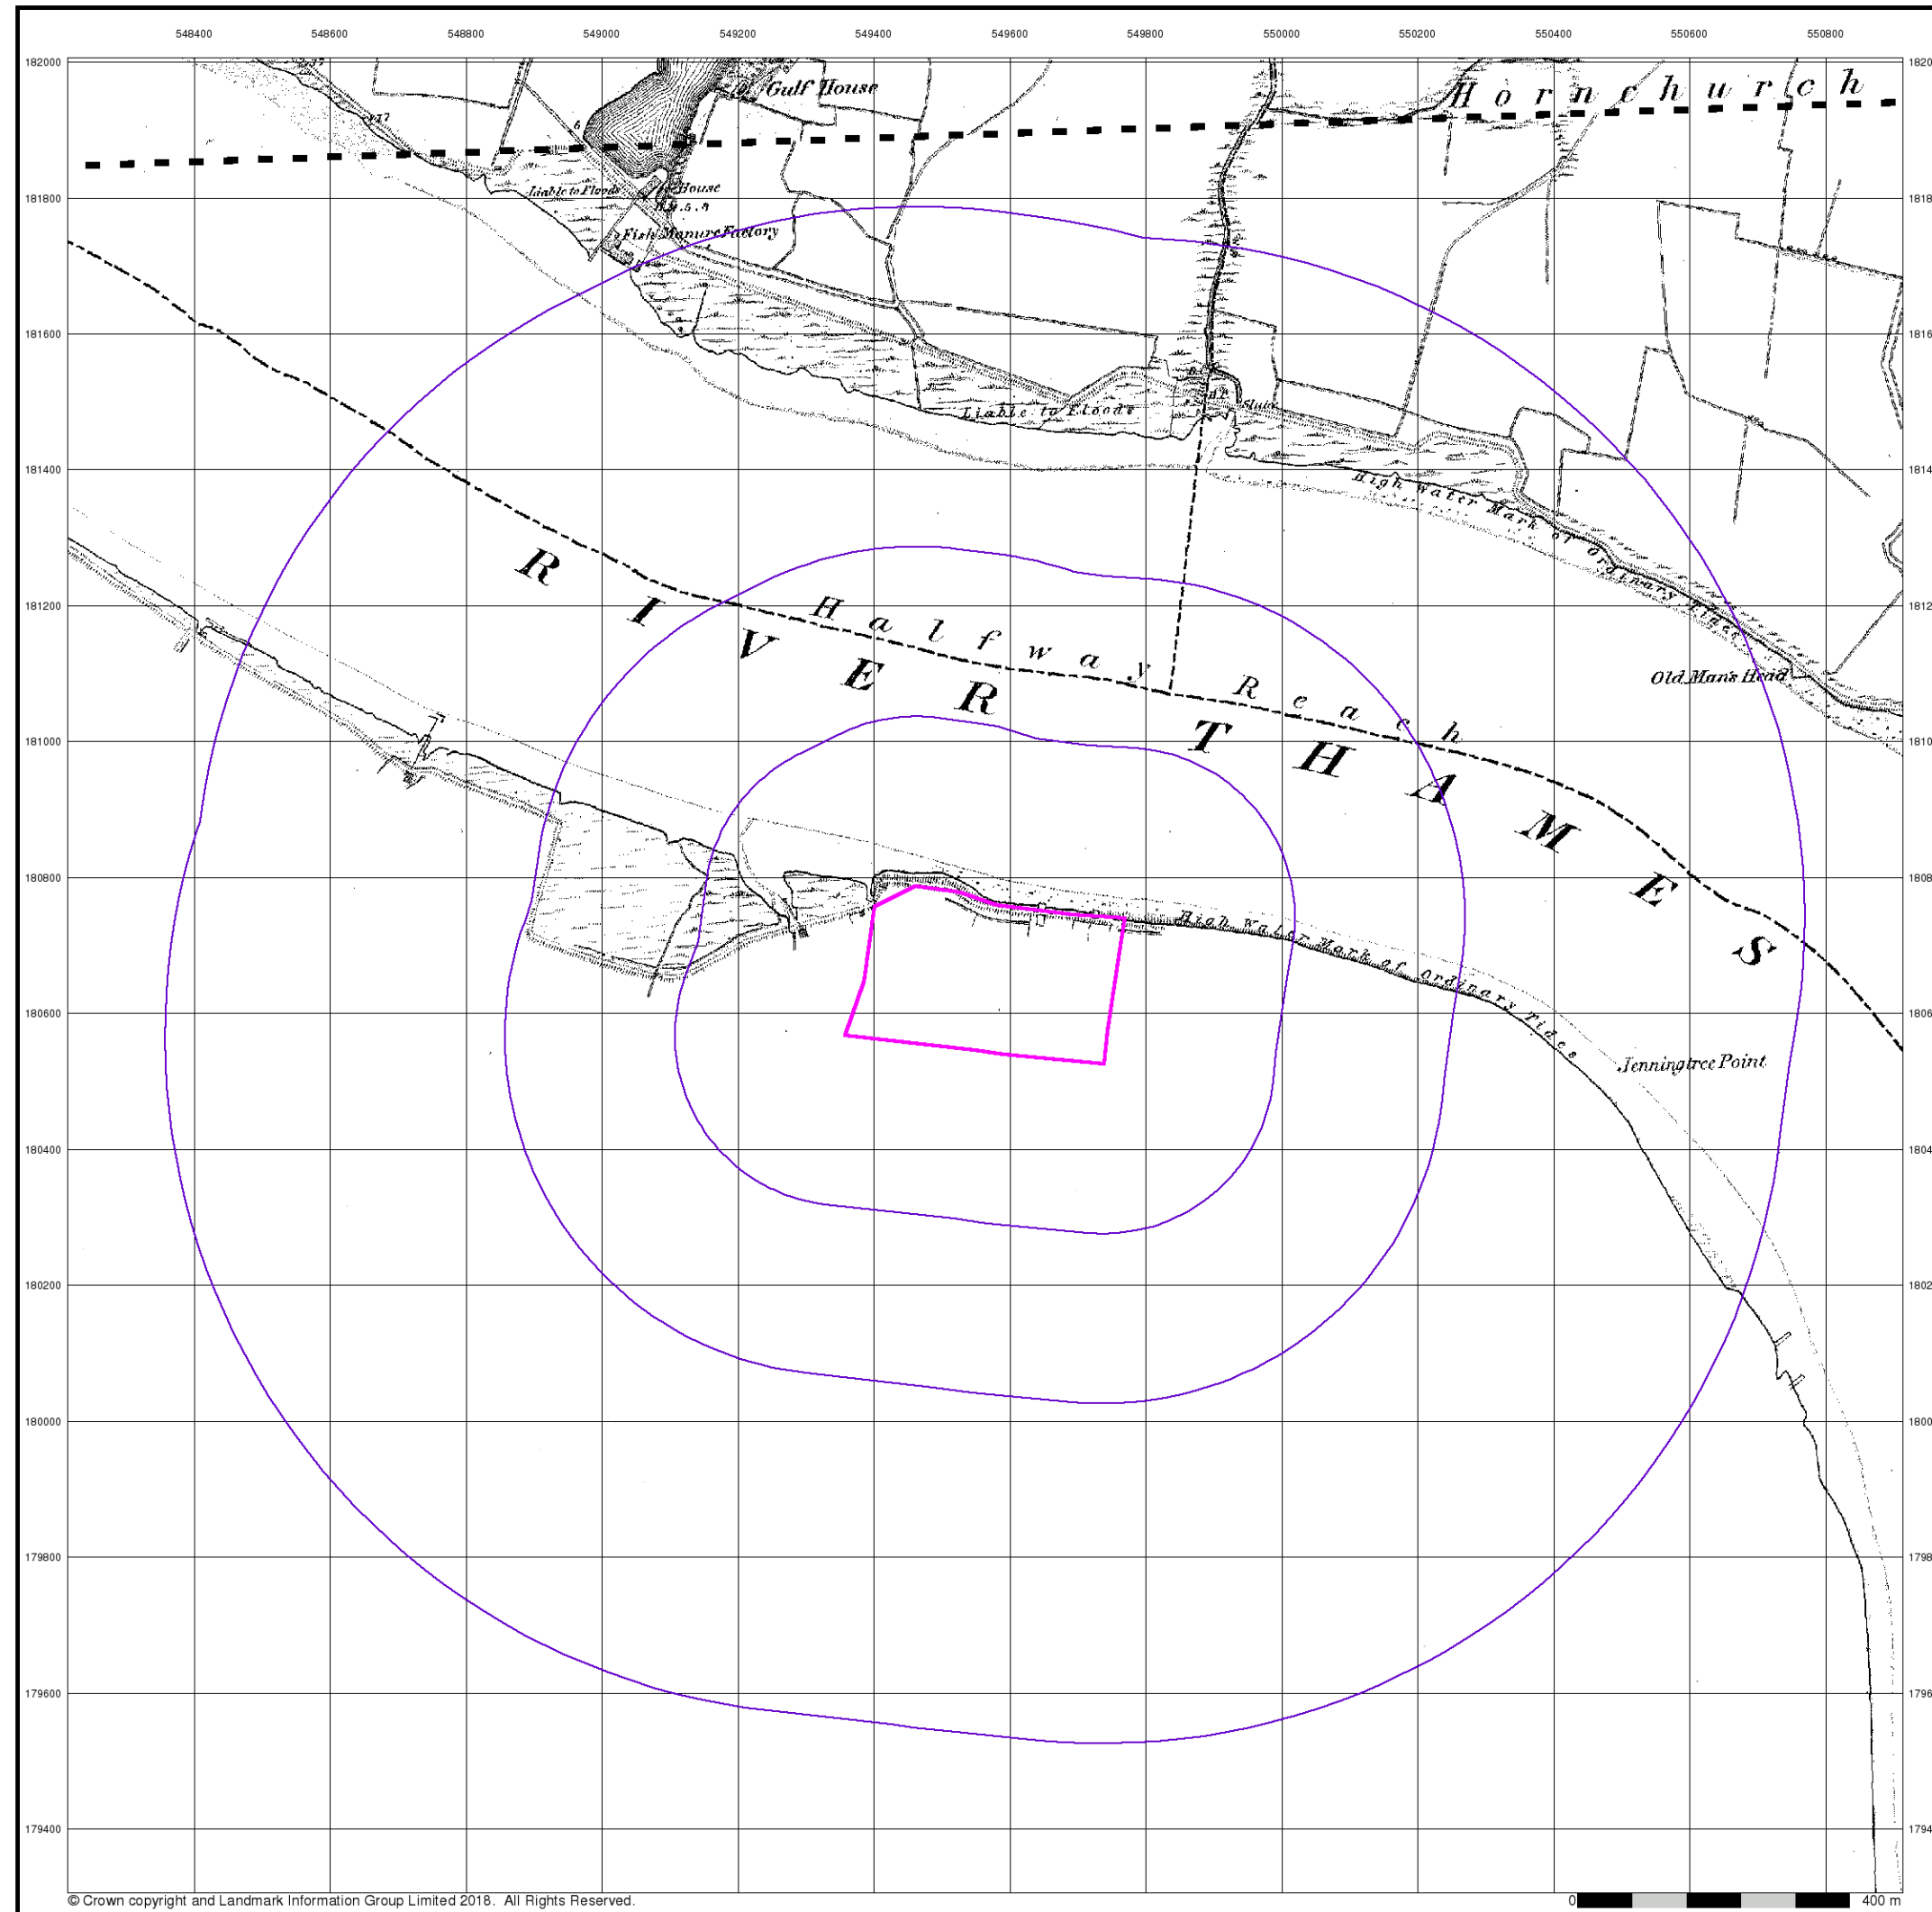 548400 548600 548800 549000 549200 549400 549600 549800 550000 550200 550400 550600 550800
182000
Gulf House
Hornchurch
6
Liable to Floods
House
181800
Fish Manure Factory
181600
Liable to Floods
Sluice
181400
High Water Mark of Ordinary Tides
RIVER THAMES
Halfway Reach
181200
Old Man's Head
181000
180800
High Water Mark of Ordinary Tides
180600
Jenningtree Point
180400
180200
180000
179800
179600
179400
© Crown copyright and Landmark Information Group Limited 2018. All Rights Reserved.
0 400 m